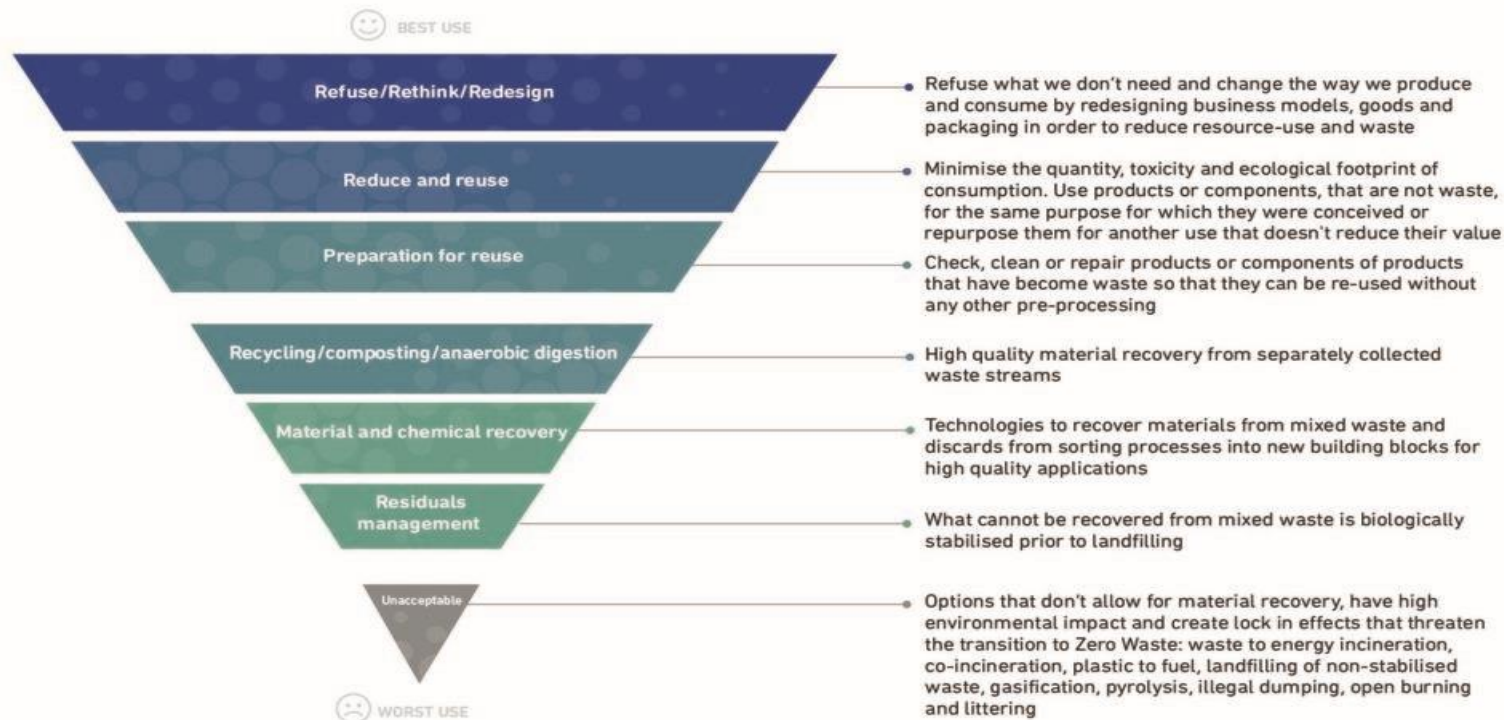 BEST USE
Refuse/Rethink/Redesign
Refuse what we don't need and change the way we produce
and consume by redesigning business models, goods and
packaging in order to reduce resource-use and waste
Reduce and reuse
Minimise the quantity, toxicity and ecological footprint of
consumption. Use products or components, that are not waste,
for the same purpose for which they were conceived or
repurpose them for another use that doesn't reduce their value
Preparation for reuse
Check, clean or repair products or components of products
that have become waste so that they can be re-used without
any other pre-processing
Recycling/composting/anaerobic digestion
High quality material recovery from separately collected
waste streams
Material and chemical recovery
Technologies to recover materials from mixed waste and
discards from sorting processes into new building blocks for
high quality applications
Residuals
management
What cannot be recovered from mixed waste is biologically
stabilised prior to landfilling
Unacceptable
Options that don't allow for material recovery, have high
environmental impact and create lock in effects that threaten
the transition to Zero Waste: waste to energy incineration,
co-incineration, plastic to fuel, landfilling of non-stabilised
waste, gasification, pyrolysis, illegal dumping, open burning
and littering
WORST USE